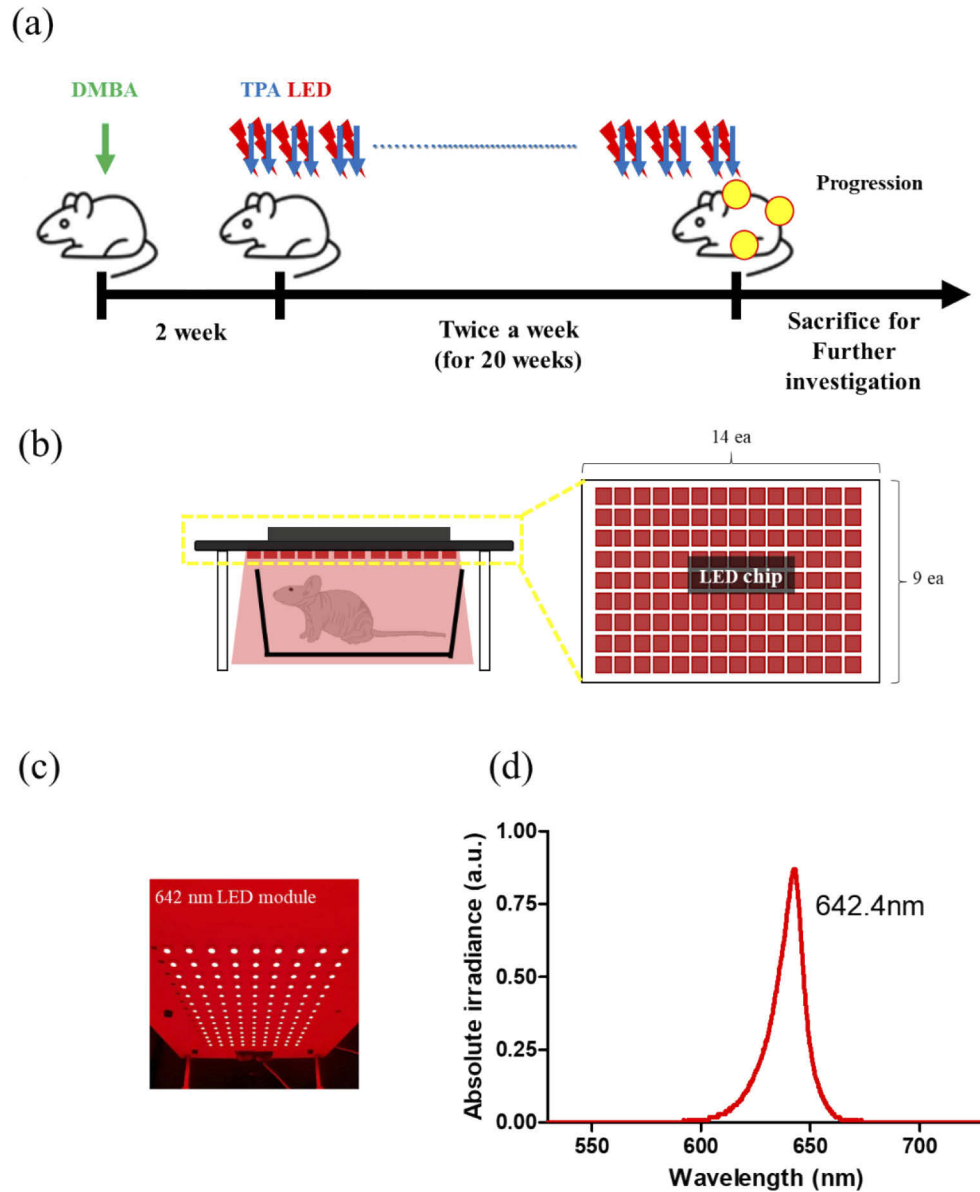 (a)
DMBA
TPA LED
Progression
2 week
Twice a week
(for 20 weeks)
Sacrifice for
Further
investigation
(b)
14 ea
LED chip
9 ea
(c)
642 nm LED module
(d)
1.00
0.75
0.50
0.25
0.00
Absolute irradiance (a.u.)
642.4nm
550
600
650
700
Wavelength (nm)